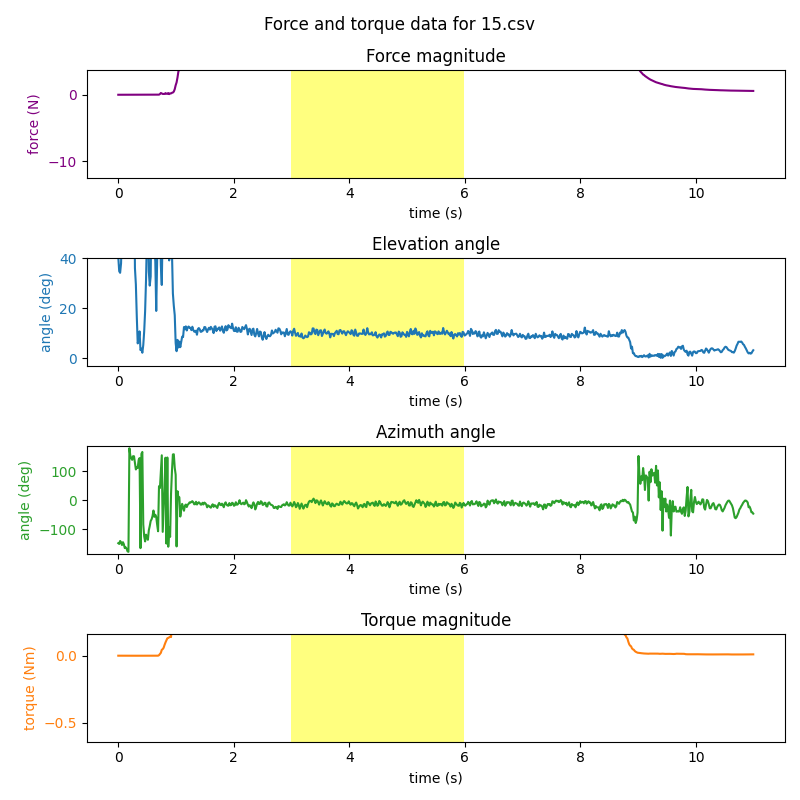 Force and torque data for 15.csv
Force magnitude
force (N)
0
−10
0 2 4 6 8 10
time (s)
Elevation angle
angle (deg)
40
20
0
0 2 4 6 8 10
time (s)
Azimuth angle
angle (deg)
100
0
−100
0 2 4 6 8 10
time (s)
Torque magnitude
torque (Nm)
0.0
−0.5
0 2 4 6 8 10
time (s)